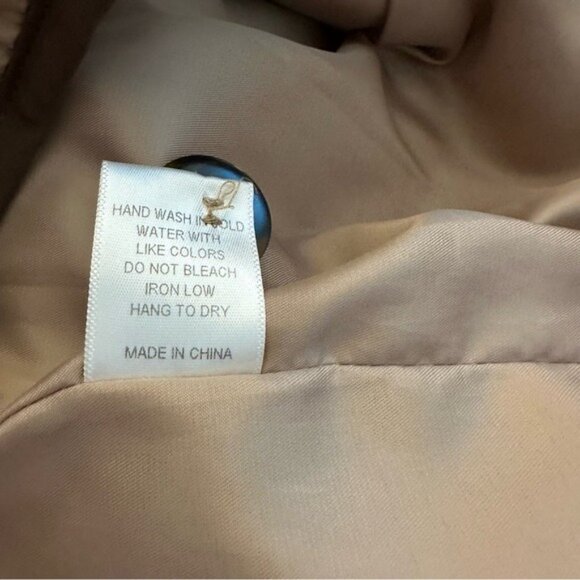 HAND WASH IN COLD
WATER WITH
LIKE COLORS
DO NOT BLEACH
IRON LOW
HANG TO DRY
MADE IN CHINA